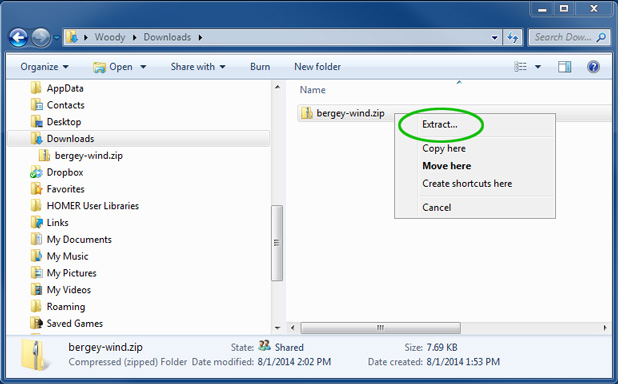 Woody ▸ Downloads ▸
Search Dow...
Organize ▾ Open ▾ Share with ▾ Burn New folder
AppData
Contacts
Desktop
Downloads
bergey-wind.zip
Dropbox
Favorites
HOMER User Libraries
Links
My Documents
My Music
My Pictures
My Videos
Roaming
Saved Games
Name
bergey-wind.zip
Extract...
Copy here
Move here
Create shortcuts here
Cancel
bergey-wind.zip State: Shared Size: 7.69 KB
Compressed (zipped) Folder Date modified: 8/1/2014 2:02 PM Date created: 8/1/2014 1:53 PM